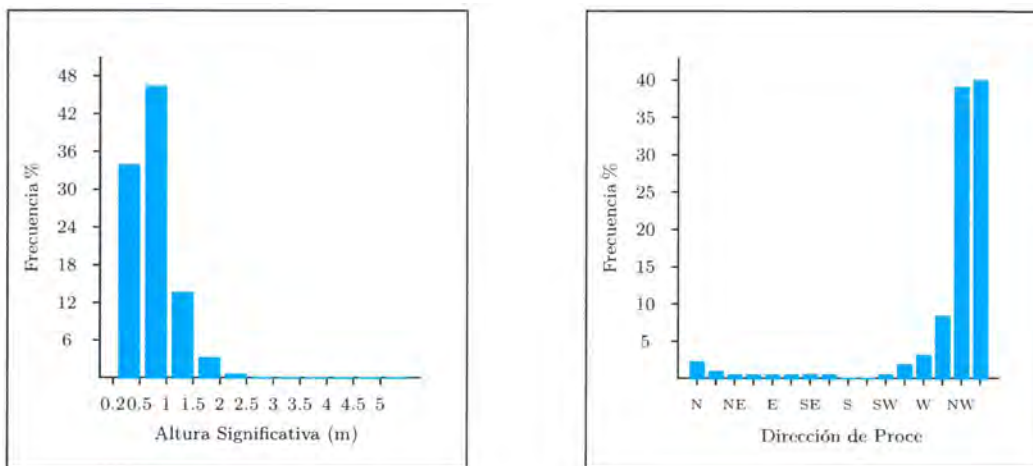 Frecuencia %
48
42
36
30
24
18
12
6
0.2 0.5 1 1.5 2 2.5 3 3.5 4 4.5 5
Altura Significativa (m)
Frecuencia %
40
35
30
25
20
15
10
5
N NE E SE S SW W NW
Dirección de Proce